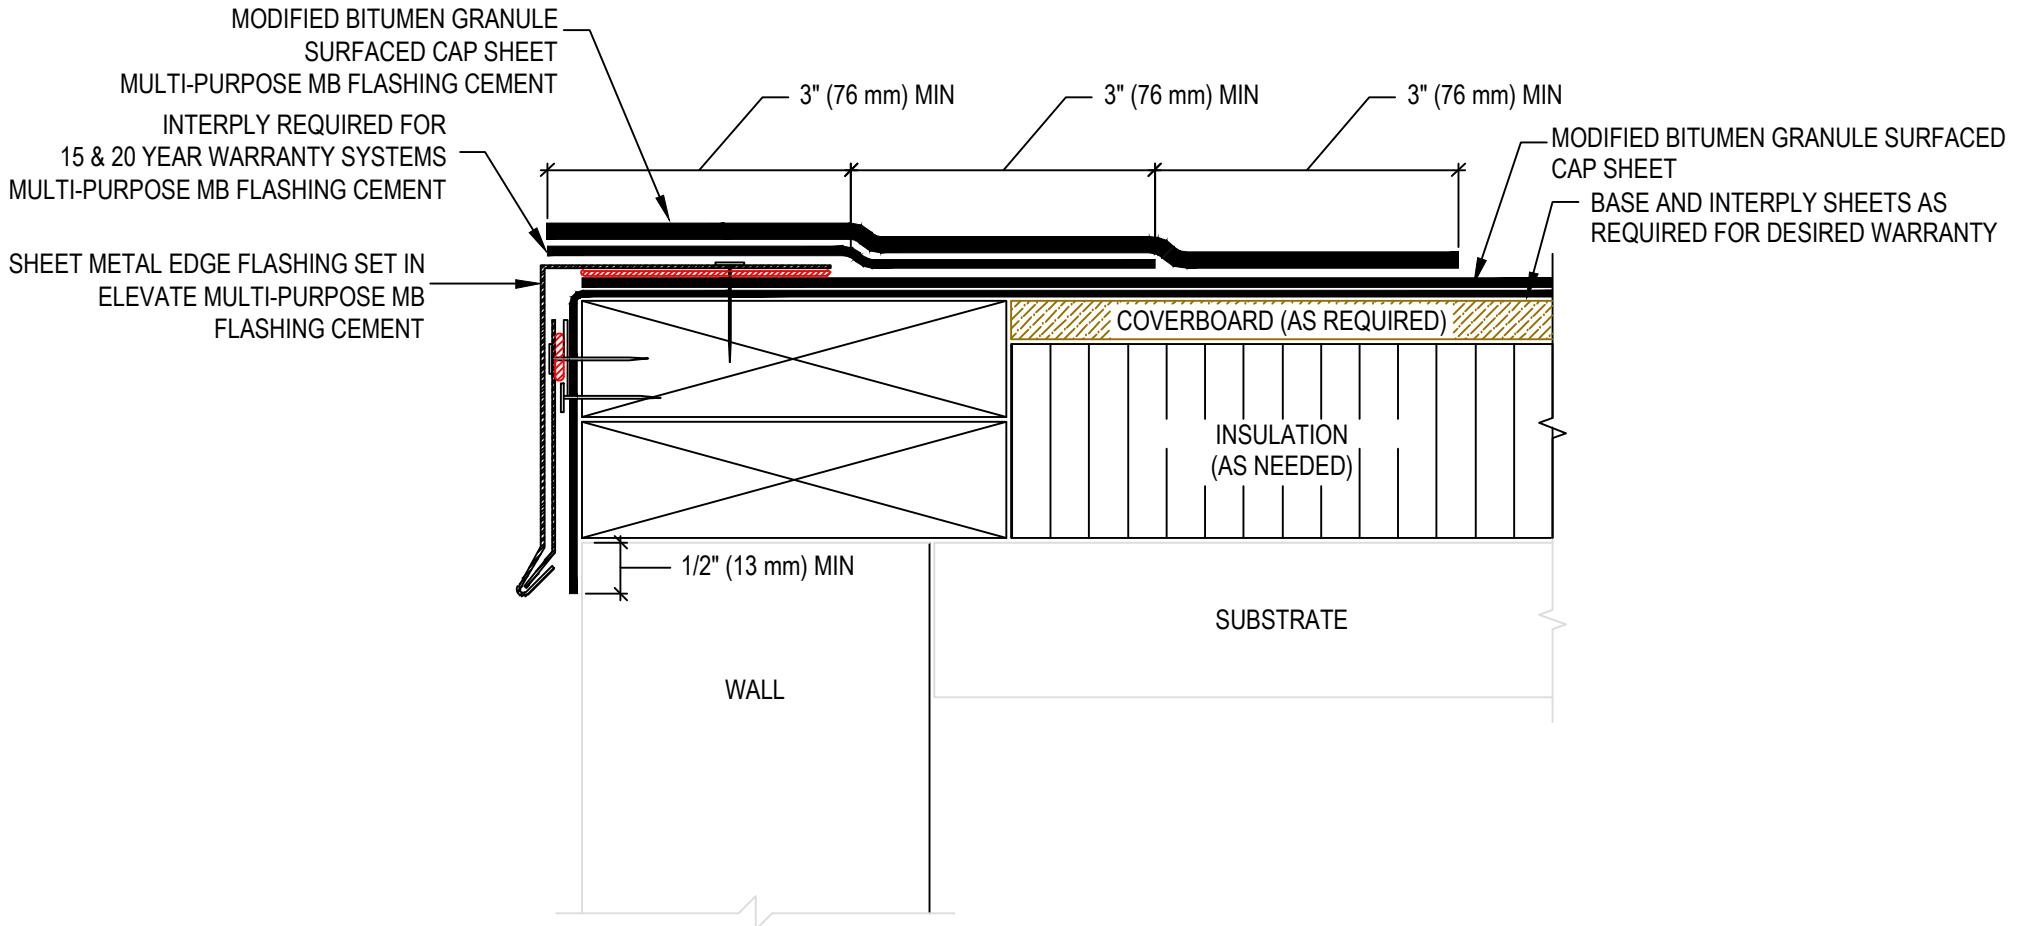 MODIFIED BITUMEN GRANULE
SURFACED CAP SHEET
MULTI-PURPOSE MB FLASHING CEMENT
INTERPLY REQUIRED FOR
15 & 20 YEAR WARRANTY SYSTEMS
MULTI-PURPOSE MB FLASHING CEMENT
SHEET METAL EDGE FLASHING SET IN
ELEVATE MULTI-PURPOSE MB
FLASHING CEMENT
3" (76 mm) MIN
3" (76 mm) MIN
3" (76 mm) MIN
MODIFIED BITUMEN GRANULE SURFACED
CAP SHEET
BASE AND INTERPLY SHEETS AS
REQUIRED FOR DESIRED WARRANTY
COVERBOARD (AS REQUIRED)
INSULATION
(AS NEEDED)
1/2" (13 mm) MIN
SUBSTRATE
WALL